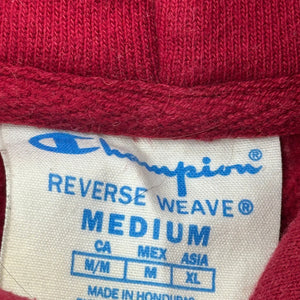 Champion®
REVERSE WEAVE®
MEDIUM
CA MEX ASIA
M/M M XL
MADE IN HONDURAS